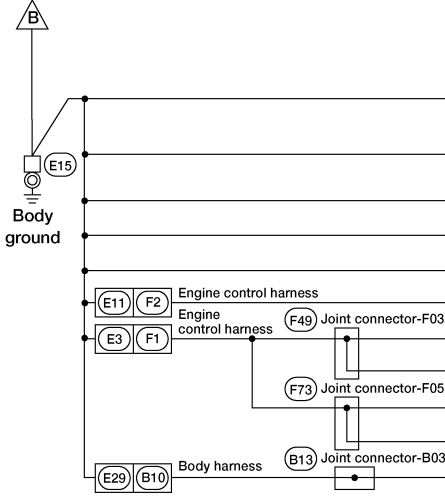 B
E15
Body
ground
E11 F2 Engine control harness
Engine
control harness
E3 F1
F49 Joint connector-F03
F73 Joint connector-F05
E29 B10 Body harness
B13 Joint connector-B03